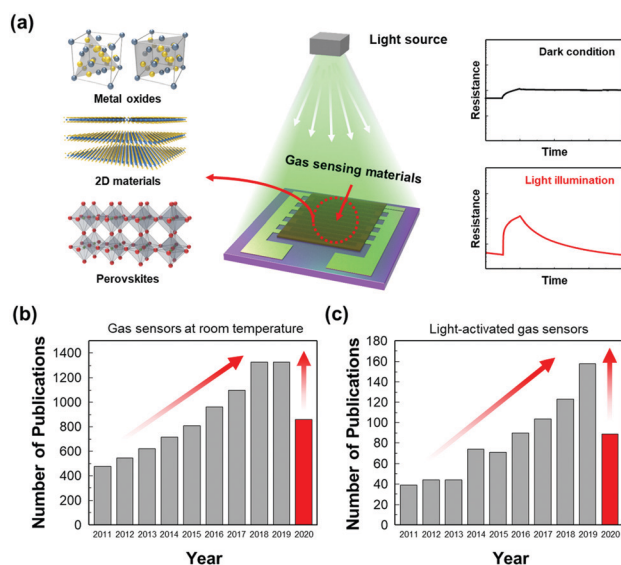 (a)
Light source
Metal oxides
2D materials
Perovskites
Gas sensing materials
Dark condition
Resistance
Time
Light illumination
Resistance
Time
(b)
Gas sensors at room temperature
Number of Publications
1400
1200
1000
800
600
400
200
0
2011 2012 2013 2014 2015 2016 2017 2018 2019 2020
Year
(c)
Light-activated gas sensors
Number of Publications
180
160
140
120
100
80
60
40
20
0
2011 2012 2013 2014 2015 2016 2017 2018 2019 2020
Year